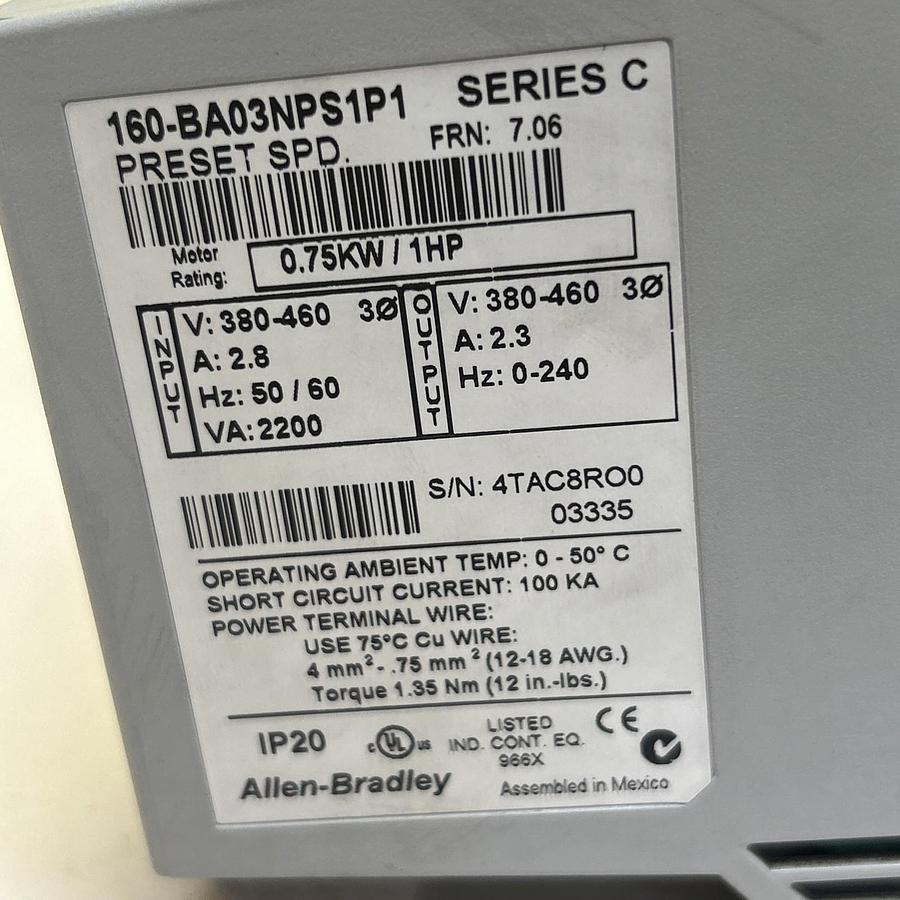 160-BA03NPS1P1 SERIES C
PRESET SPD. FRN: 7.06
Motor Rating: 0.75KW / 1HP
INPUT
V: 380-460 3Ø
A: 2.8
Hz: 50 / 60
VA: 2200
OUTPUT
V: 380-460 3Ø
A: 2.3
Hz: 0-240
S/N: 4TAC8RO0
03335
OPERATING AMBIENT TEMP: 0 - 50° C
SHORT CIRCUIT CURRENT: 100 KA
POWER TERMINAL WIRE:
USE 75°C Cu WIRE:
4 mm² - .75 mm² (12-18 AWG.)
Torque 1.35 Nm (12 in.-lbs.)
IP20 c UL us LISTED CE
IND. CONT. EQ.
966X
Allen-Bradley Assembled in Mexico